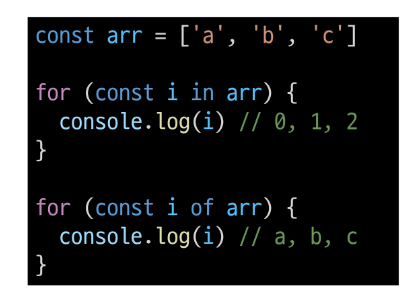 const arr = ['a', 'b', 'c']
for (const i in arr) {
console.log(i) // 0, 1, 2
}
for (const i of arr) {
console.log(i) // a, b, c
}